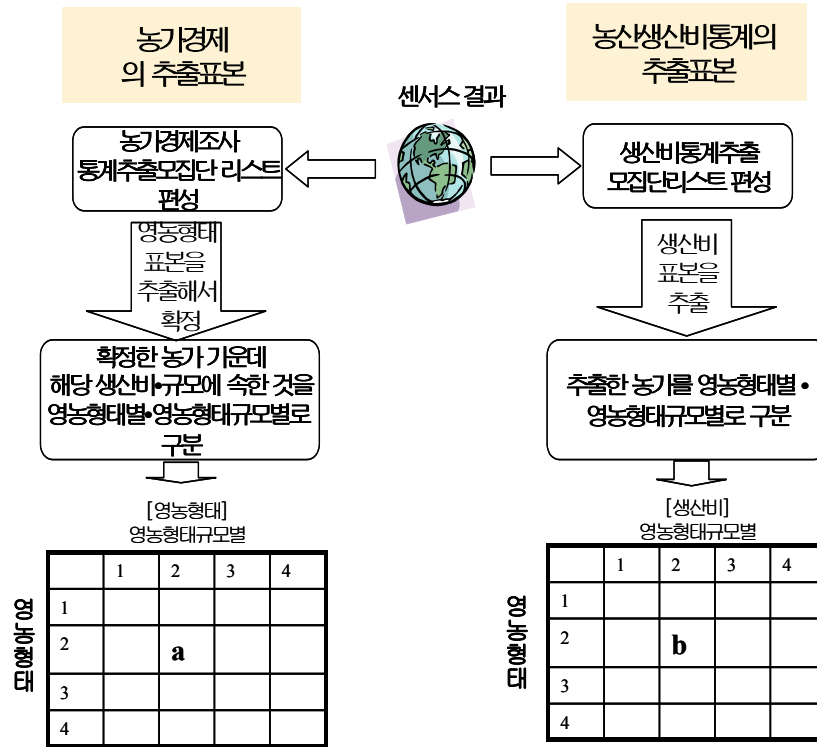 농가경제
의 추출표본
농산생산비통계의
추출표본
센서스 결과
농가경제조사
통계추출모집단 리스트
편성
생산비통계추출
모집단리스트 편성
영농형태
표본을
추출해서
확정
생산비
표본을
추출
확정한 농가 가운데
해당 생산비•규모에 속한 것을
영농형태별•영농형태규모별로
구분
추출한 농가를 영농형태별 •
영농형태규모별로 구분
[영농형태]
영농형태규모별
[생산비]
영농형태규모별
영농형태
1 2 3 4
1
2 a
3
4
영농형태
1 2 3 4
1
2 b
3
4